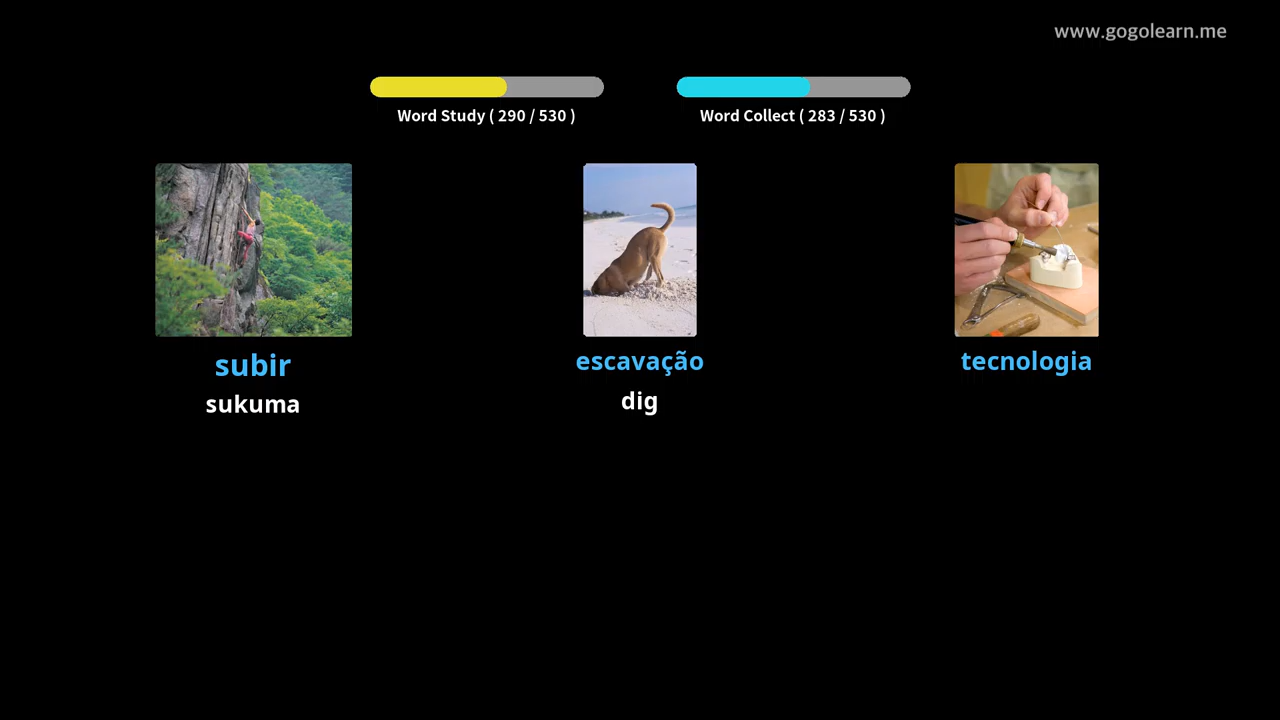 www.gogolearn.me
Word Study ( 290 / 530 )
Word Collect ( 283 / 530 )
subir
escavação
tecnologia
sukuma
dig